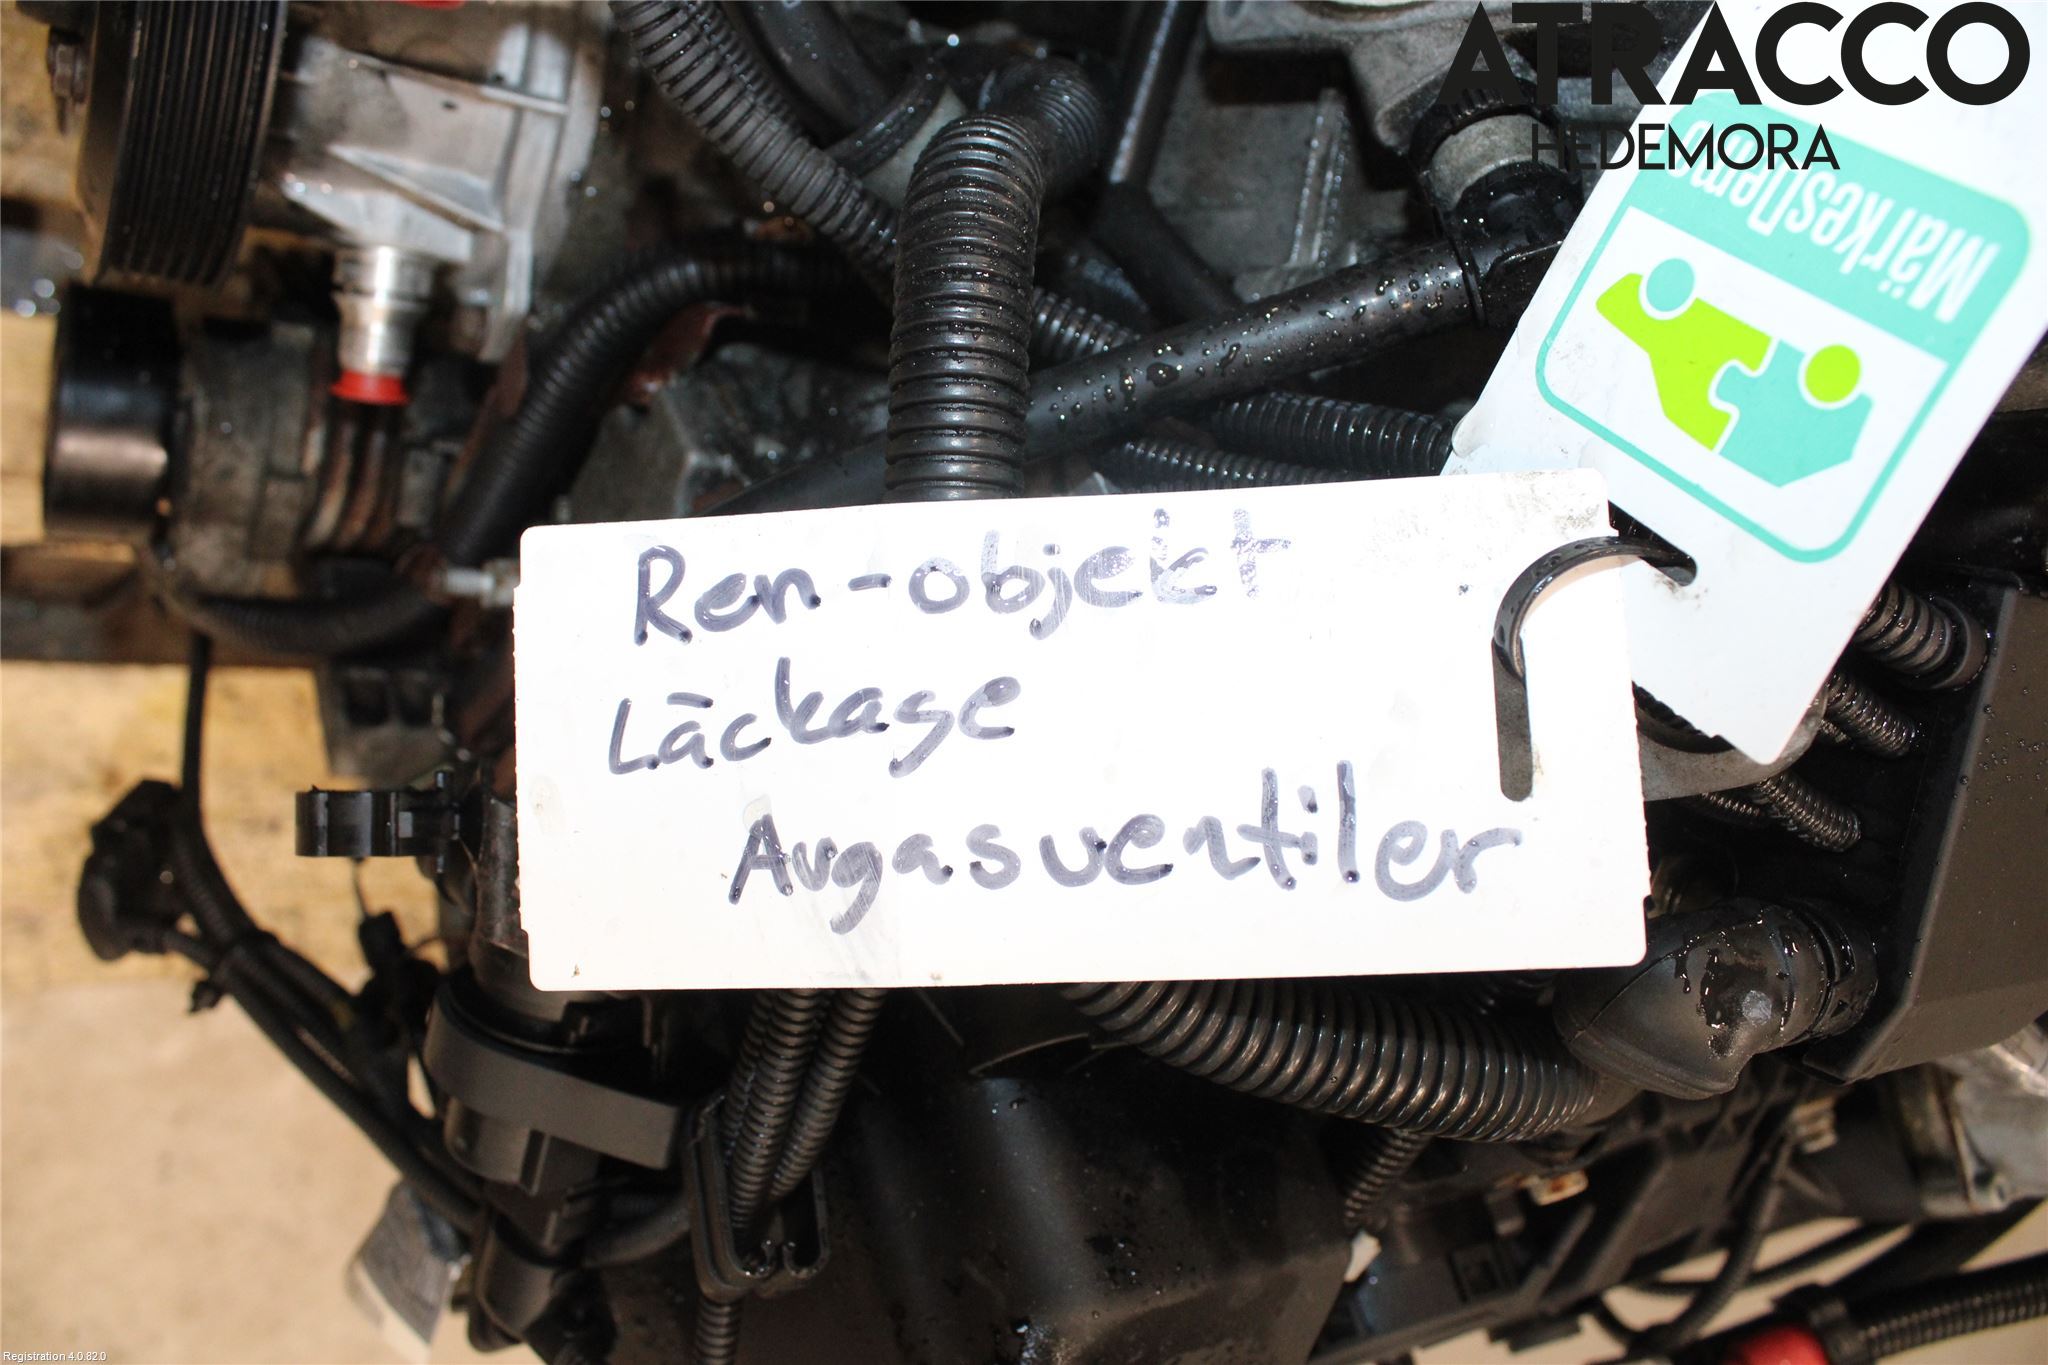 ATRACCO
HEDEMORA
MärkesDemo
Ren-objekt
Läckage
Avgasventiler
Registration 4.0.82.0